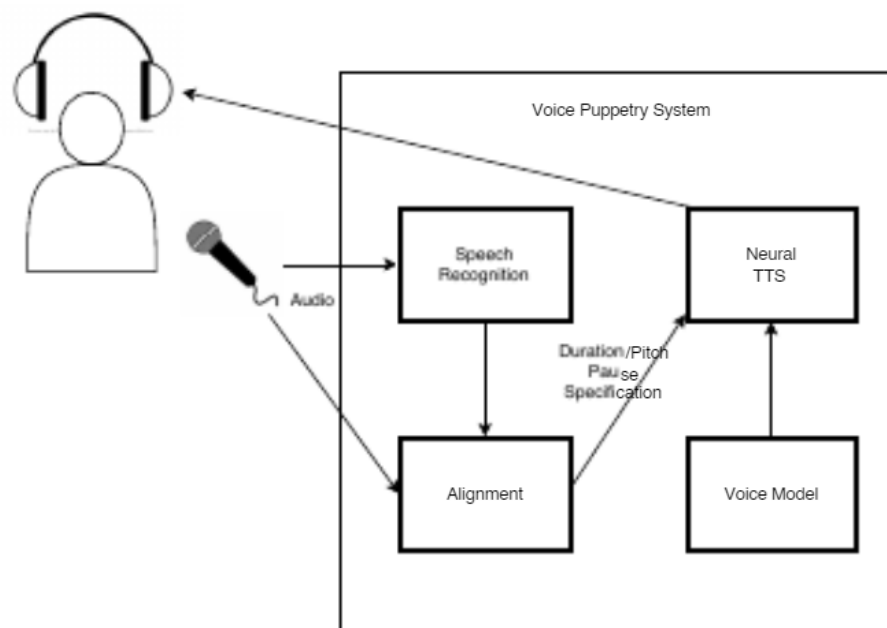 Voice Puppetry System
Speech
Recognition
Neural
TTS
Audio
Duration/Pitch
Pause
Specification
Alignment
Voice Model